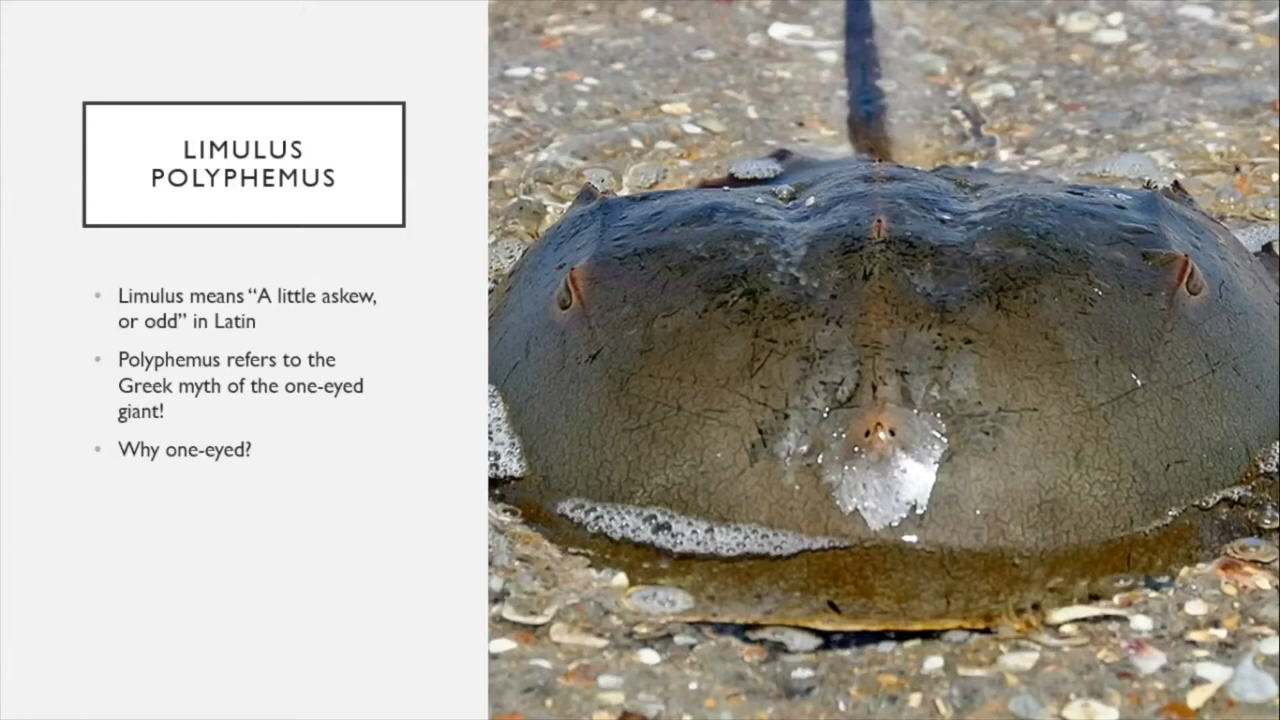 LIMULUS
POLYPHEMUS
• Limulus means “A little askew,
or odd” in Latin
• Polyphemus refers to the
Greek myth of the one-eyed
giant!
• Why one-eyed?